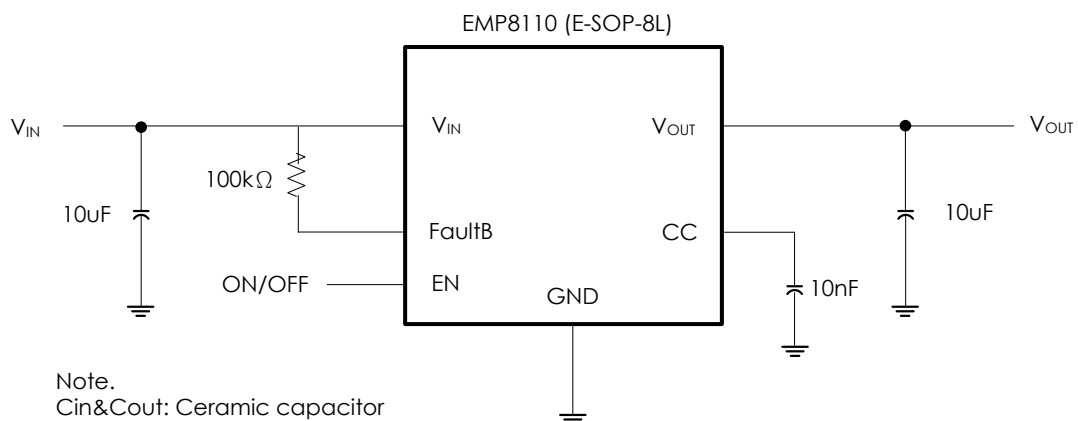 EMP8110 (E-SOP-8L)
VIN
VIN
VOUT
VOUT
100kΩ
10uF
FaultB
CC
10uF
ON/OFF
EN
GND
10nF
Note.
Cin&Cout: Ceramic capacitor